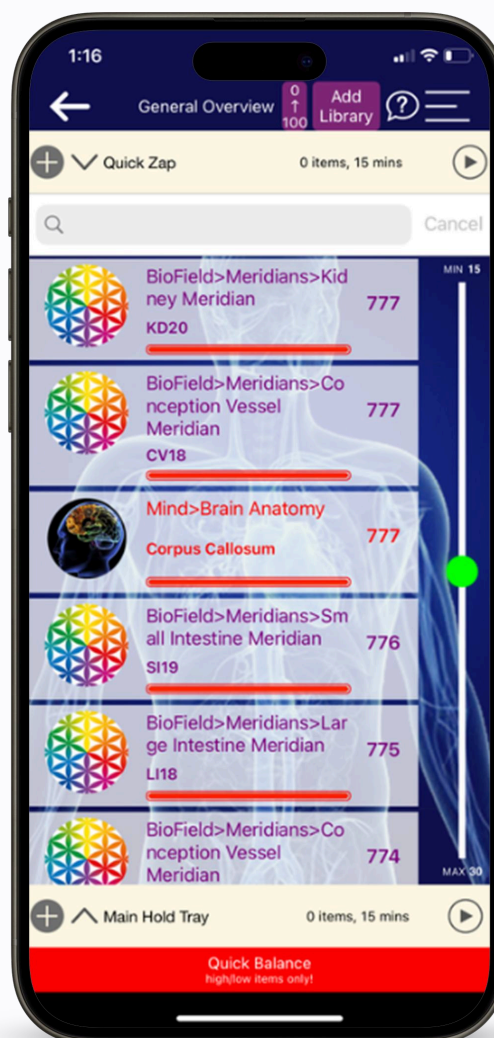 1:16
General Overview
0
↑
100
Add
Library
?
Quick Zap
0 items, 15 mins
Cancel
MIN 15
BioField>Meridians>Kid
ney Meridian
777
KD20
BioField>Meridians>Co
nception Vessel
Meridian
777
CV18
Mind>Brain Anatomy
777
Corpus Callosum
BioField>Meridians>Sm
all Intestine Meridian
776
SI19
BioField>Meridians>Lar
ge Intestine Meridian
775
LI18
BioField>Meridians>Co
nception Vessel
Meridian
774
MAX 30
Main Hold Tray
0 items, 15 mins
Quick Balance
high/low items only!